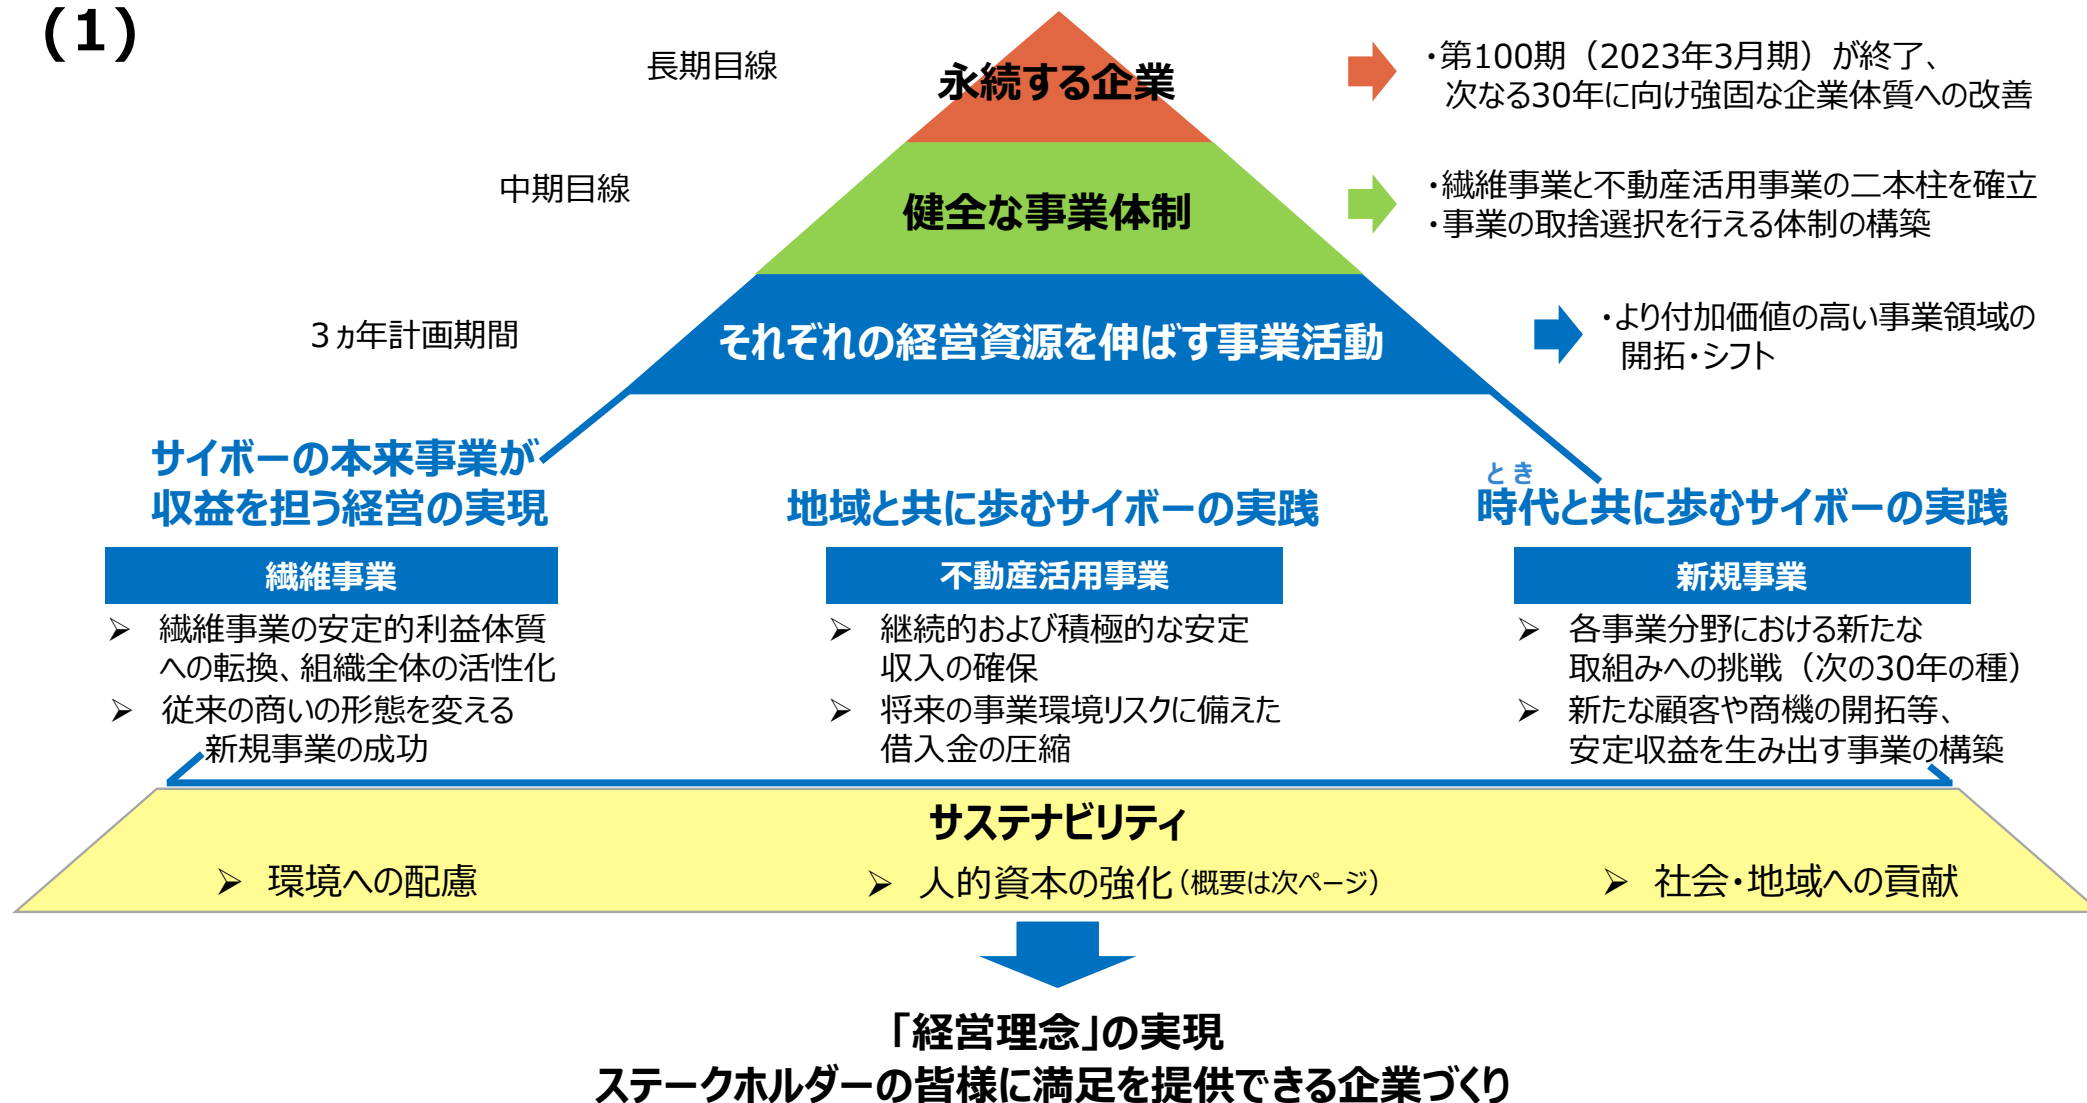 (1)
長期目線
永続する企業
・第100期（2023年3月期）が終了、
次なる30年に向け強固な企業体質への改善
中期目線
健全な事業体制
・繊維事業と不動産活用事業の二本柱を確立
・事業の取捨選択を行える体制の構築
３ヵ年計画期間
それぞれの経営資源を伸ばす事業活動
・より付加価値の高い事業領域の
開拓・シフト
サイボーの本来事業が
収益を担う経営の実現
繊維事業
➢ 繊維事業の安定的利益体質
への転換、組織全体の活性化
➢ 従来の商いの形態を変える
新規事業の成功
地域と共に歩むサイボーの実践
不動産活用事業
➢ 継続的および積極的な安定
収入の確保
➢ 将来の事業環境リスクに備えた
借入金の圧縮
とき
時代と共に歩むサイボーの実践
新規事業
➢ 各事業分野における新たな
取組みへの挑戦（次の30年の種）
➢ 新たな顧客や商機の開拓等、
安定収益を生み出す事業の構築
サステナビリティ
➢ 環境への配慮
➢ 人的資本の強化（概要は次ページ）
➢ 社会・地域への貢献
「経営理念」の実現
ステークホルダーの皆様に満足を提供できる企業づくり